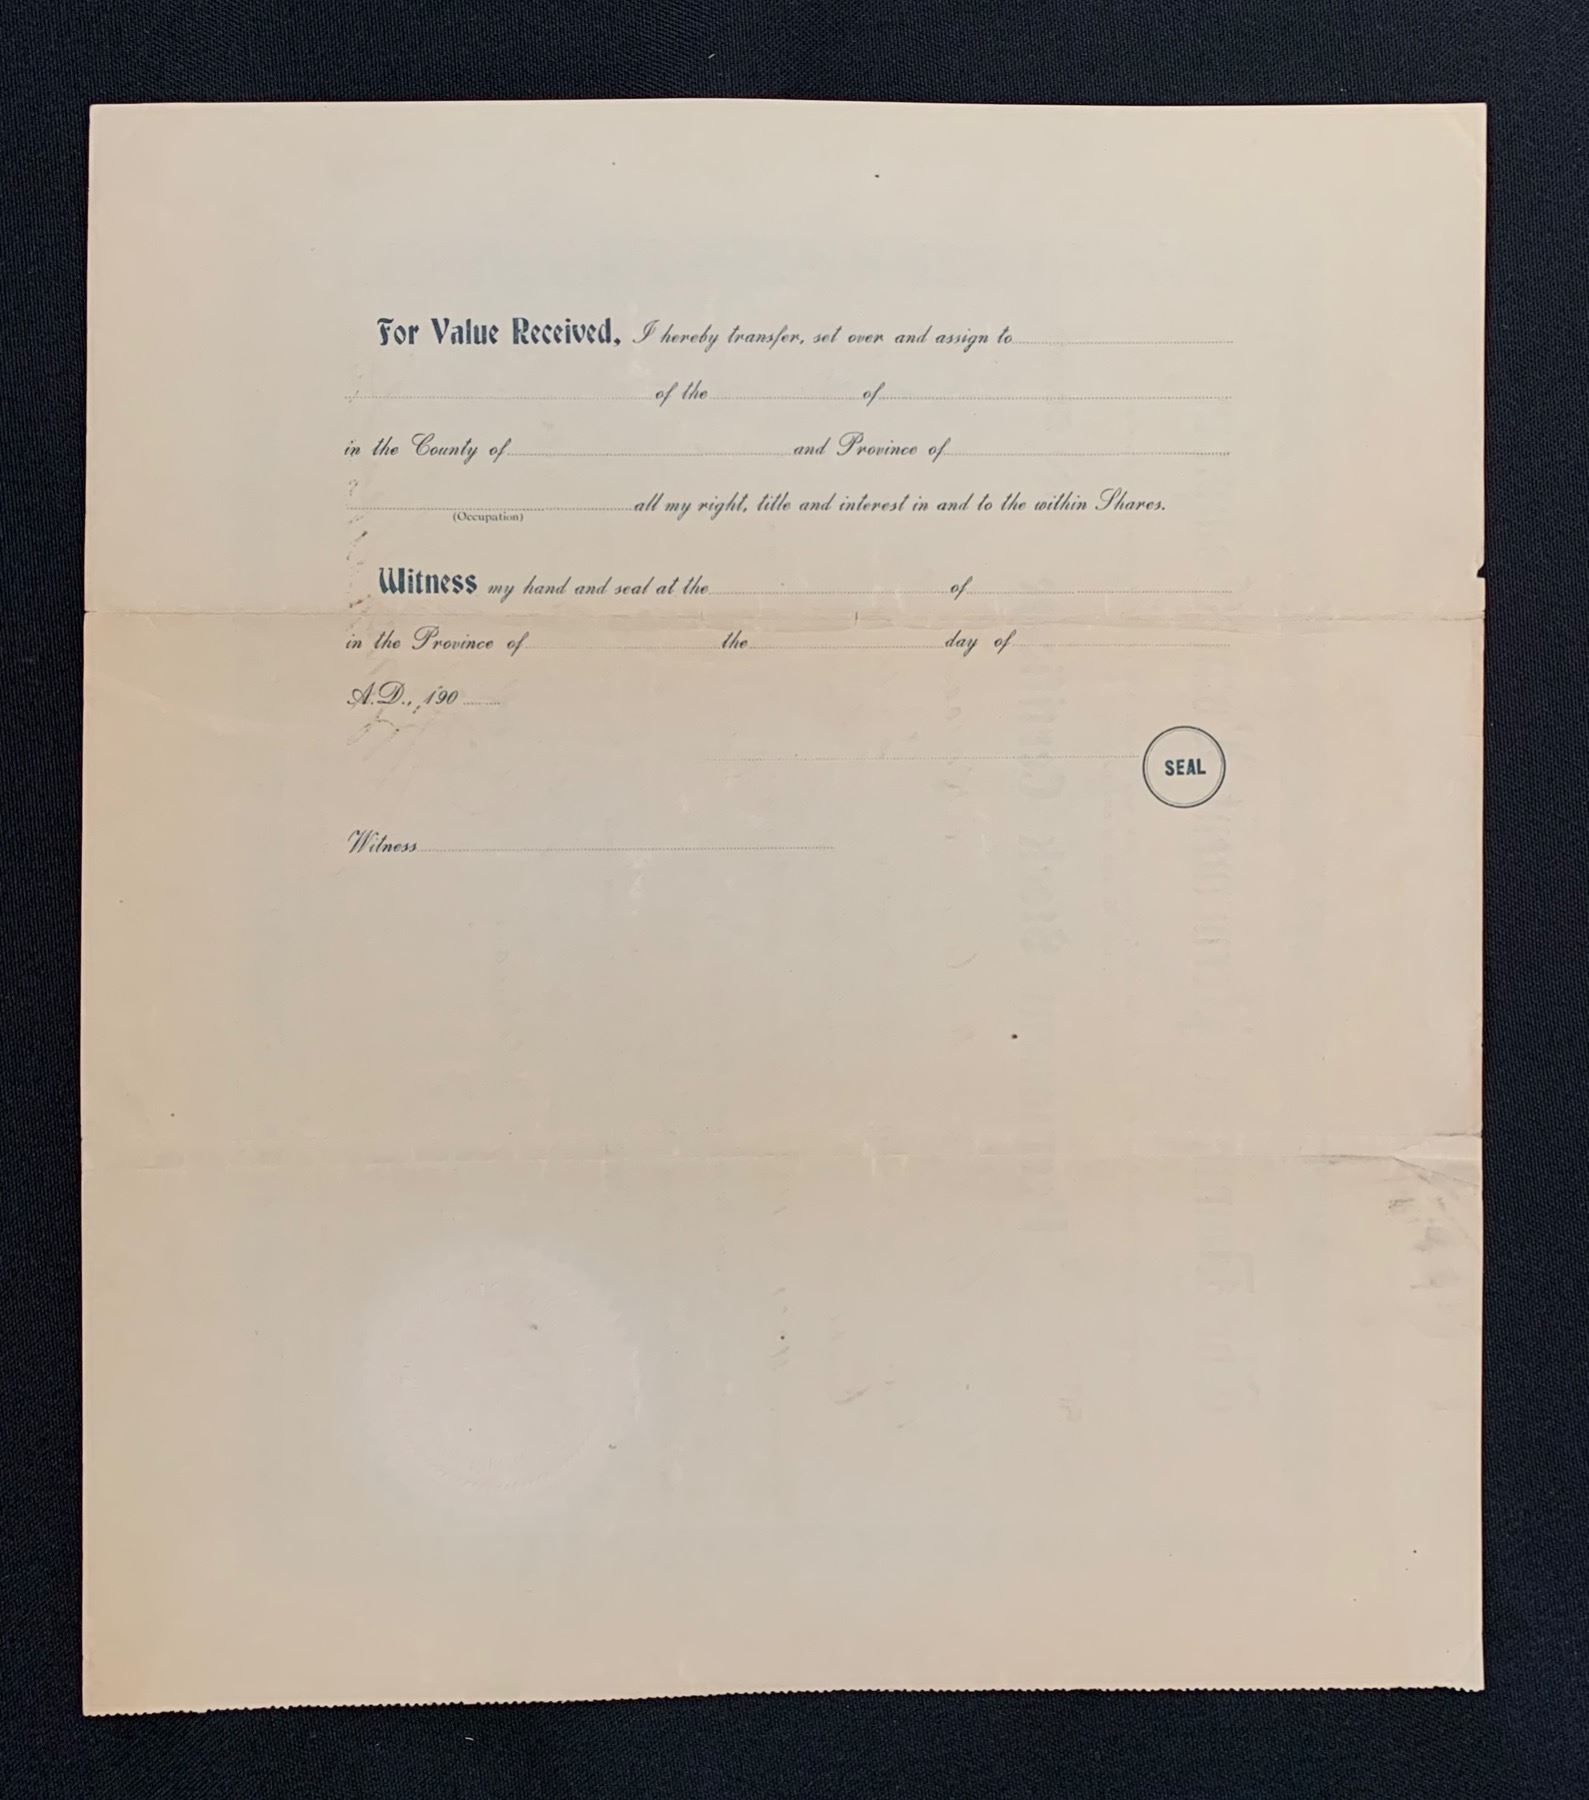 For Value Received, I hereby transfer, set over and assign to
of the of
in the County of and Province of
all my right, title and interest in and to the within Shares.
(Occupation)
Witness my hand and seal at the of
in the Province of the day of
A.D., 190
SEAL
Witness